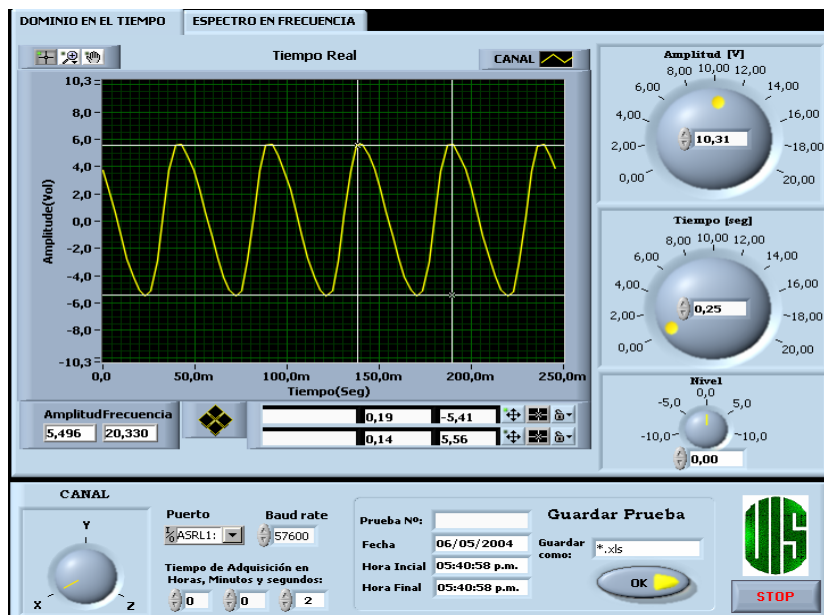 DOMINIO EN EL TIEMPO
ESPECTRO EN FRECUENCIA
Tiempo Real
CANAL
10,3
8,0
6,0
4,0
2,0
0,0
-2,0
-4,0
-6,0
-8,0
-10,3
Amplitude(Vol)
0,0 50,0m 100,0m 150,0m 200,0m 250,0m
Tiempo(Seg)
Amplitud Frecuencia
5,496 20,330
0,19 -5,41
0,14 5,56
Amplitud [V]
0,00 2,00 4,00 6,00 8,00 10,00 12,00 14,00 16,00 18,00 20,00
10,31
Tiempo [seg]
0,00 2,00 4,00 6,00 8,00 10,00 12,00 14,00 16,00 18,00 20,00
0,25
Nivel
-10,0 -5,0 0,0 5,0 10,0
0,00
CANAL
X Y Z
Puerto
ASRL1:
Baud rate
57600
Tiempo de Adquisición en
Horas, Minutos y segundos:
0 0 2
Prueba Nº:
Fecha 06/05/2004
Hora Incial 05:40:58 p.m.
Hora Final 05:40:58 p.m.
Guardar Prueba
Guardar
como:
*.xls
OK
UIS
STOP